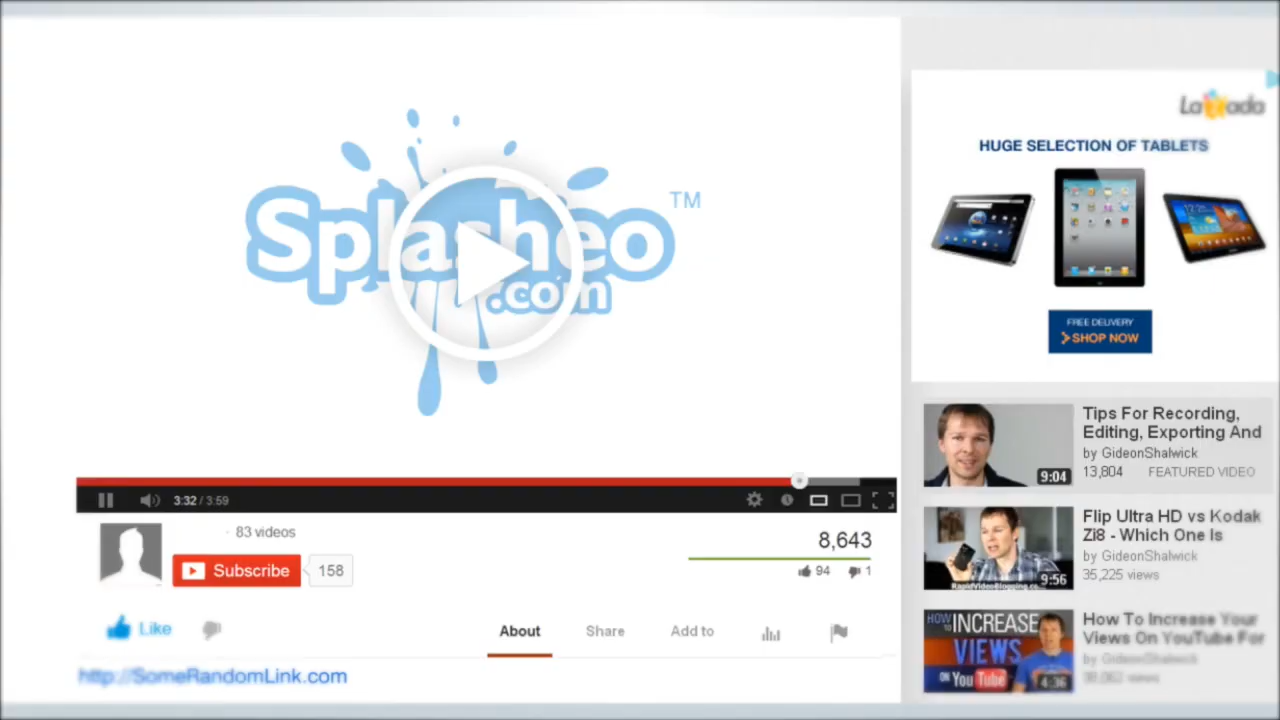 Splasheo
.com
TM
3:32 / 3:59
83 videos
Subscribe
158
8,643
94
1
Like
About
Share
Add to
http://SomeRandomLink.com
HUGE SELECTION OF TABLETS
FREE DELIVERY
SHOP NOW
Tips For Recording,
Editing, Exporting And
by GideonShalwick
13,804 FEATURED VIDEO
9:04
Flip Ultra HD vs Kodak
Zi8 - Which One Is
by GideonShalwick
35,225 views
9:56
How To Increase Your
Views On YouTube For
by GideonShalwick
HOW TO INCREASE
VIEWS
ON YouTube
4:36